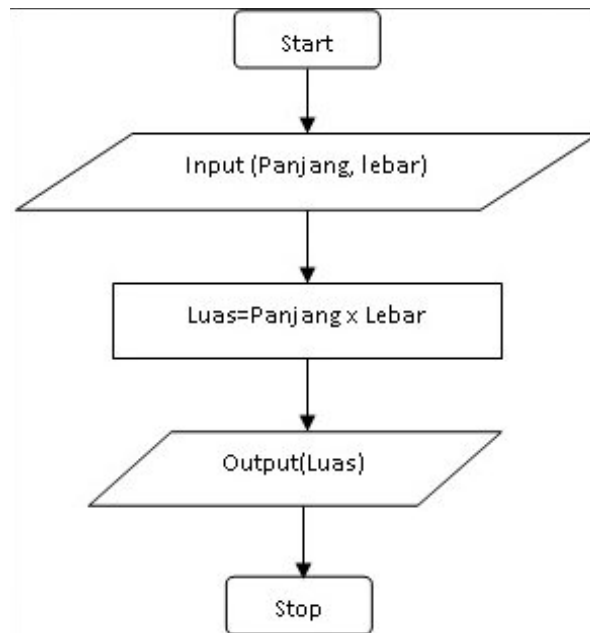 Start
Input (Panjang, lebar)
Luas=Panjang x Lebar
Output(Luas)
Stop